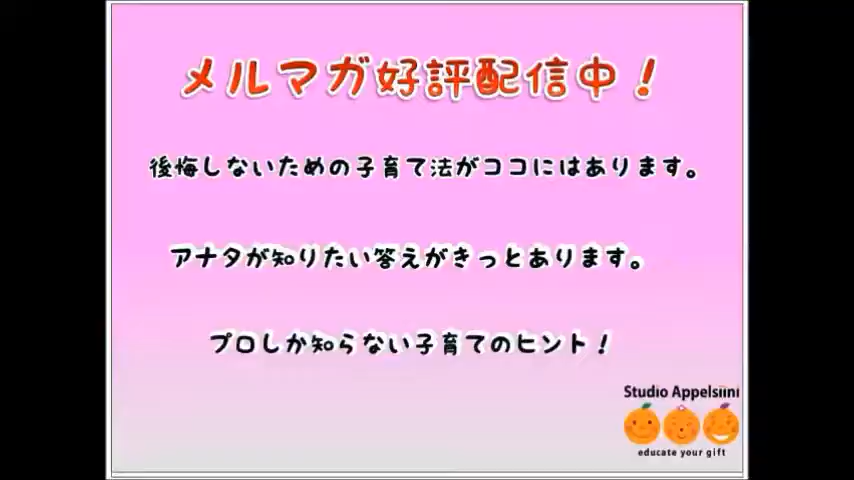 メルマガ好評配信中！
後悔しないための子育て法がココにはあります。
アナタが知りたい答えがきっとあります。
プロしか知らない子育てのヒント！
Studio Appelsiini
educate your gift